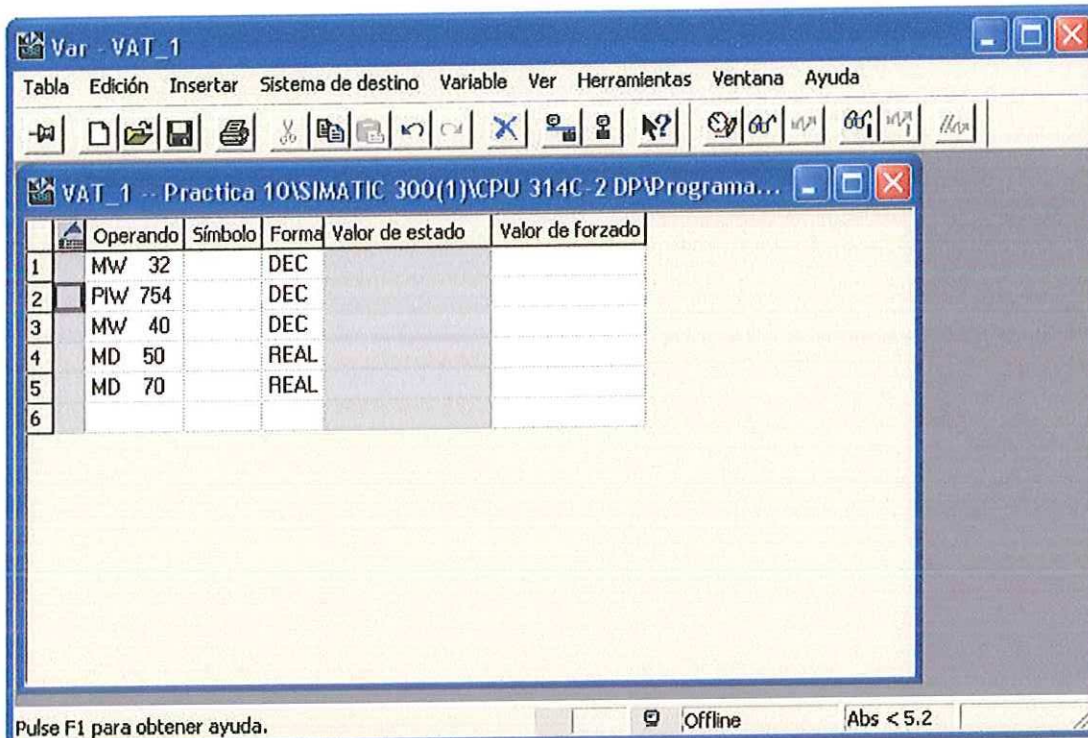 Var - VAT_1
Tabla Edición Insertar Sistema de destino Variable Ver Herramientas Ventana Ayuda
VAT_1 -- Practica 10\SIMATIC 300(1)\CPU 314C-2 DP\Programa...
Operando Símbolo Forma Valor de estado Valor de forzado
1 MW 32 DEC
2 PIW 754 DEC
3 MW 40 DEC
4 MD 50 REAL
5 MD 70 REAL
6
Pulse F1 para obtener ayuda. Offline Abs < 5.2